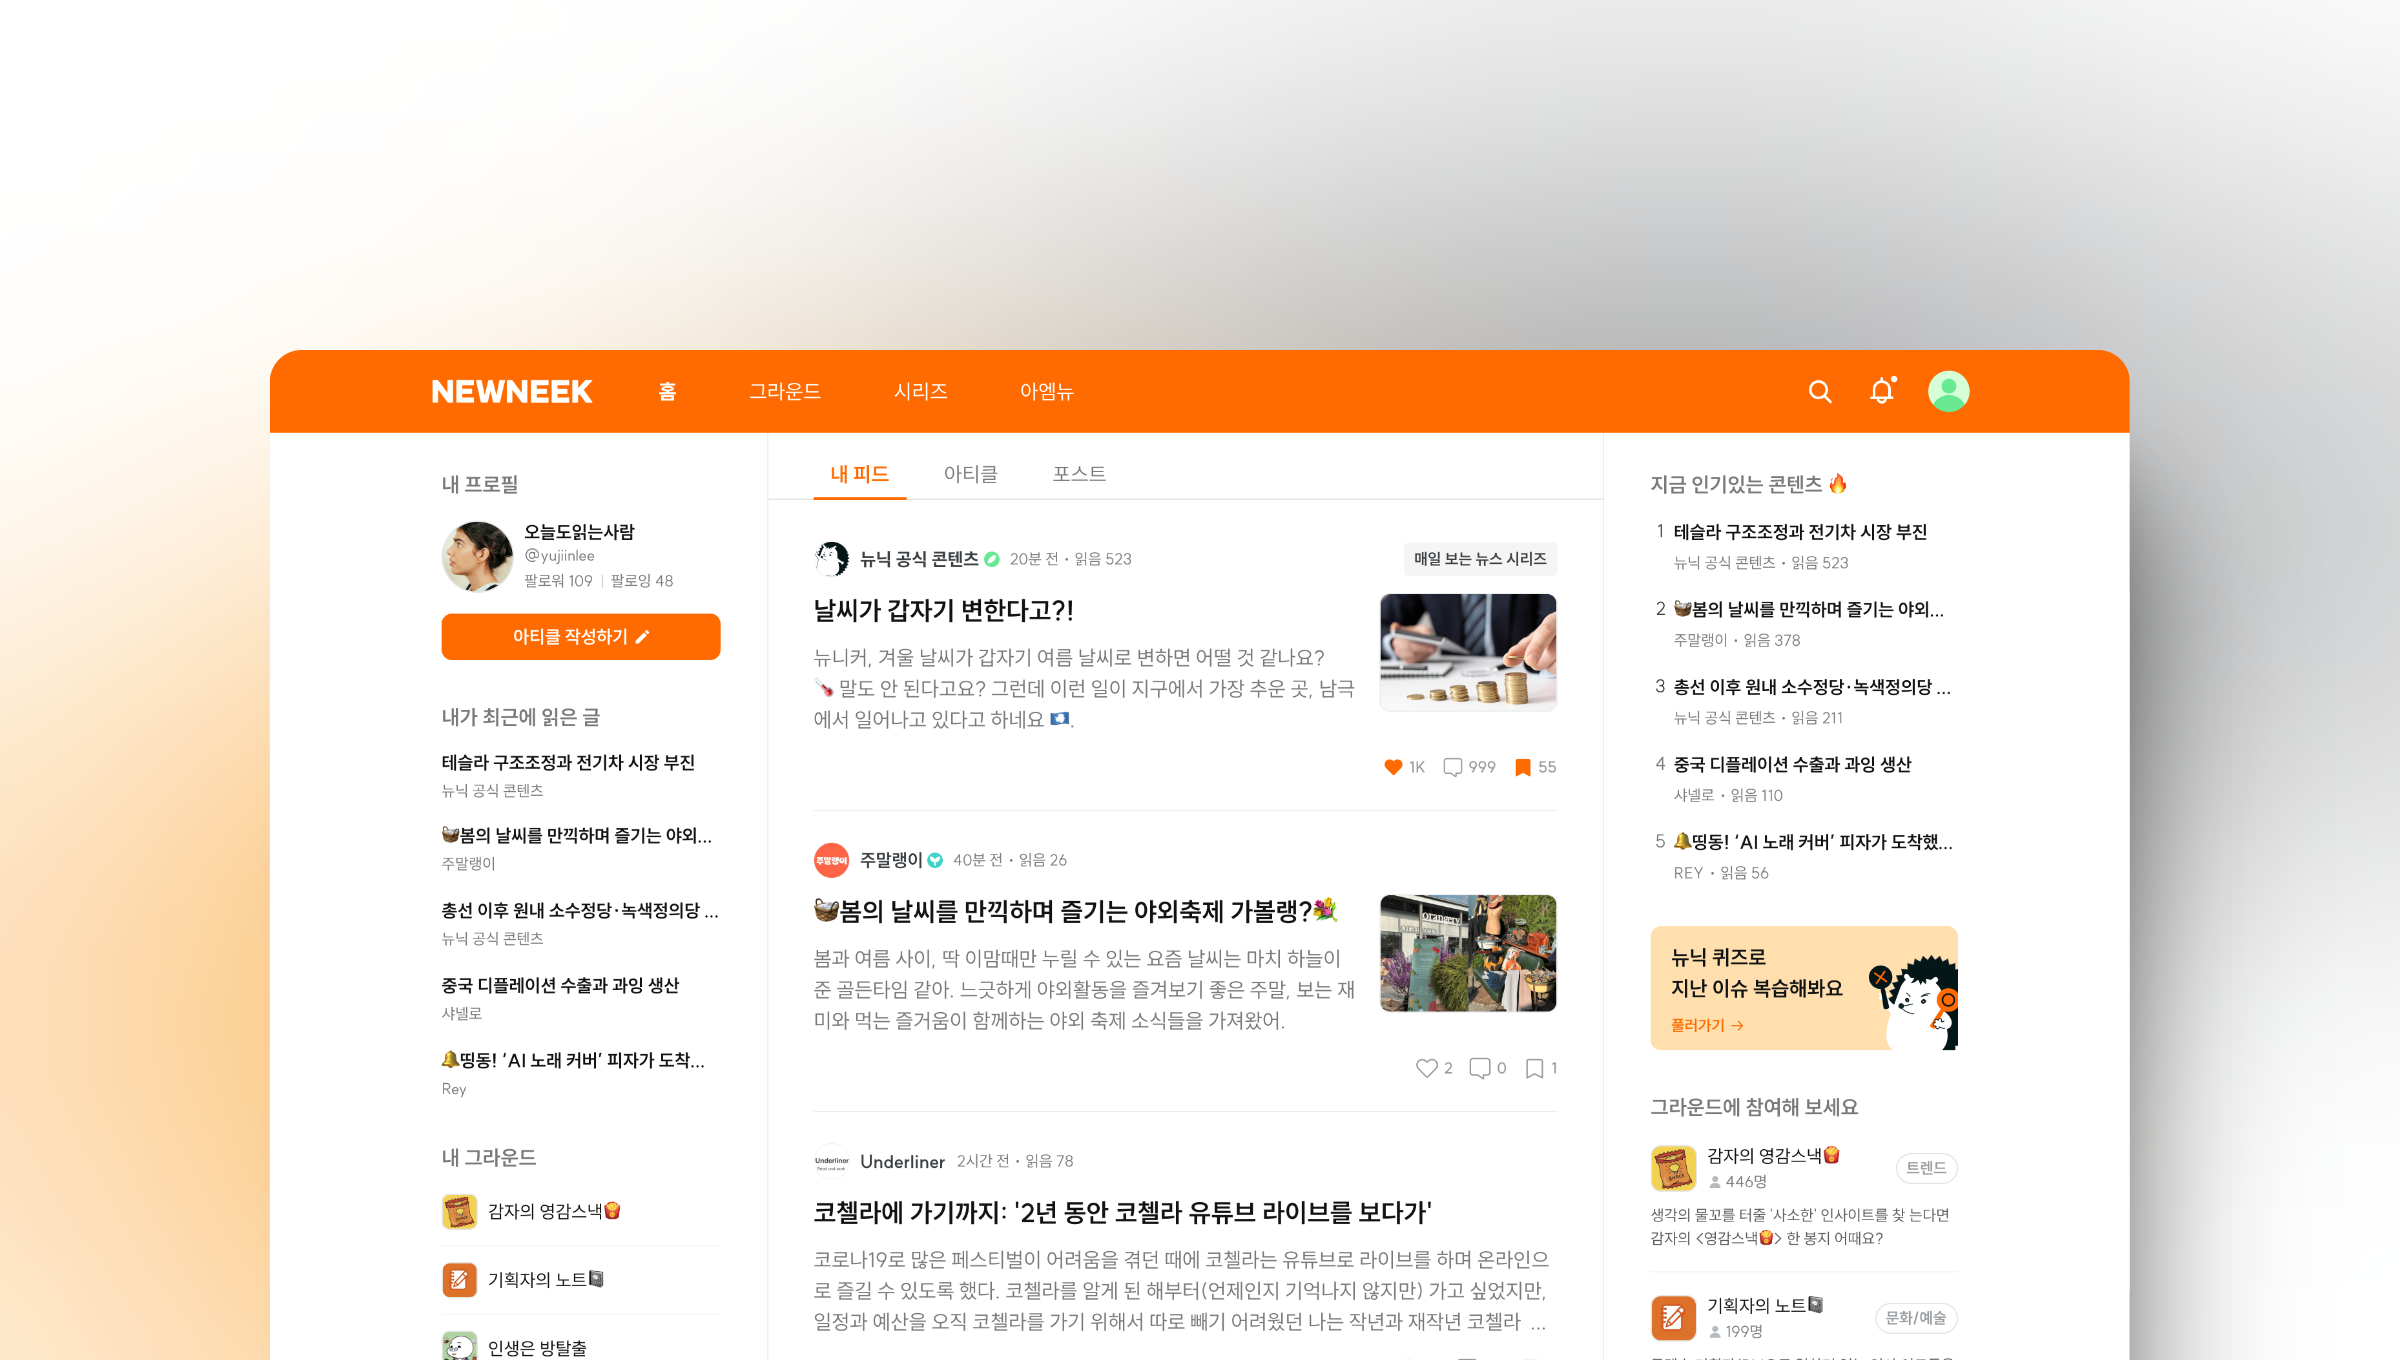 NEWNEEK
홈
그라운드
시리즈
아엠뉴
내 프로필
오늘도읽는사람
@yujiinlee
팔로워 109 | 팔로잉 48
아티클 작성하기
내가 최근에 읽은 글
테슬라 구조조정과 전기차 시장 부진
뉴닉 공식 콘텐츠
🧺봄의 날씨를 만끽하며 즐기는 야외...
주말랭이
총선 이후 원내 소수정당·녹색정의당 ...
뉴닉 공식 콘텐츠
중국 디플레이션 수출과 과잉 생산
샤넬로
🔔띵동! ‘AI 노래 커버’ 피자가 도착...
Rey
내 그라운드
감자의 영감스낵🍟
기획자의 노트📓
인생은 방탈출
내 피드
아티클
포스트
뉴닉 공식 콘텐츠 20분 전 · 읽음 523
매일 보는 뉴스 시리즈
날씨가 갑자기 변한다고?!
뉴니커, 겨울 날씨가 갑자기 여름 날씨로 변하면 어떨 것 같나요?
🌡️ 말도 안 된다고요? 그런데 이런 일이 지구에서 가장 추운 곳, 남극
에서 일어나고 있다고 하네요 🇦🇶.
1K 999 55
주말랭이
주말랭이 40분 전 · 읽음 26
🧺봄의 날씨를 만끽하며 즐기는 야외축제 가볼랭?💐
orangery
봄과 여름 사이, 딱 이맘때만 누릴 수 있는 요즘 날씨는 마치 하늘이
준 골든타임 같아. 느긋하게 야외활동을 즐겨보기 좋은 주말, 보는 재
미와 먹는 즐거움이 함께하는 야외 축제 소식들을 가져왔어.
2 0 1
Underliner
Underliner 2시간 전 · 읽음 78
코첼라에 가기까지: '2년 동안 코첼라 유튜브 라이브를 보다가'
코로나19로 많은 페스티벌이 어려움을 겪던 때에 코첼라는 유튜브로 라이브를 하며 온라인으
로 즐길 수 있도록 했다. 코첼라를 알게 된 해부터(언제인지 기억나지 않지만) 가고 싶었지만,
일정과 예산을 오직 코첼라를 가기 위해서 따로 빼기 어려웠던 나는 작년과 재작년 코첼라 ...
지금 인기있는 콘텐츠 🔥
1 테슬라 구조조정과 전기차 시장 부진
뉴닉 공식 콘텐츠 · 읽음 523
2 🧺봄의 날씨를 만끽하며 즐기는 야외...
주말랭이 · 읽음 378
3 총선 이후 원내 소수정당·녹색정의당 ...
뉴닉 공식 콘텐츠 · 읽음 211
4 중국 디플레이션 수출과 과잉 생산
샤넬로 · 읽음 110
5 🔔띵동! ‘AI 노래 커버’ 피자가 도착했...
REY · 읽음 56
뉴닉 퀴즈로
지난 이슈 복습해봐요
풀러가기 →
그라운드에 참여해 보세요
감자의 영감스낵🍟
트렌드
446명
생각의 물꼬를 터줄 '사소한' 인사이트를 찾 는다면
감자의 <영감스낵🍟> 한 봉지 어때요?
기획자의 노트📓
문화/예술
199명